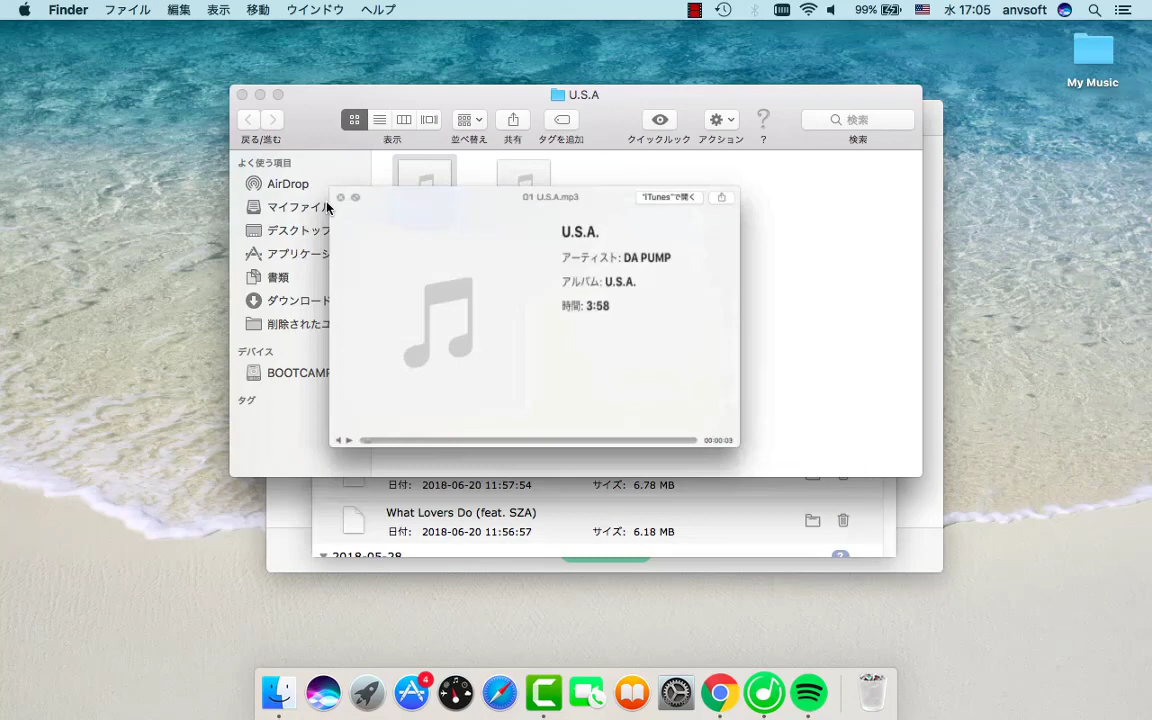 Finder ファイル 編集 表示 移動 ウインドウ ヘルプ 99% 水 17:05 anvsoft
My Music
U.S.A
戻る/進む 表示 並べ替え 共有 タグを追加 クイックルック アクション ? 検索
検索
よく使う項目
AirDrop
マイファイル
デスクトップ
アプリケーシ
書類
ダウンロード
削除されたコ
デバイス
BOOTCAMP
タグ
01 U.S.A.mp3 "iTunes"で開く
U.S.A.
アーティスト: DA PUMP
アルバム: U.S.A.
時間: 3:58
00:00:03
日付: 2018-06-20 11:57:54 サイズ: 6.78 MB
What Lovers Do (feat. SZA)
日付: 2018-06-20 11:56:57 サイズ: 6.18 MB
2018-05-28
4